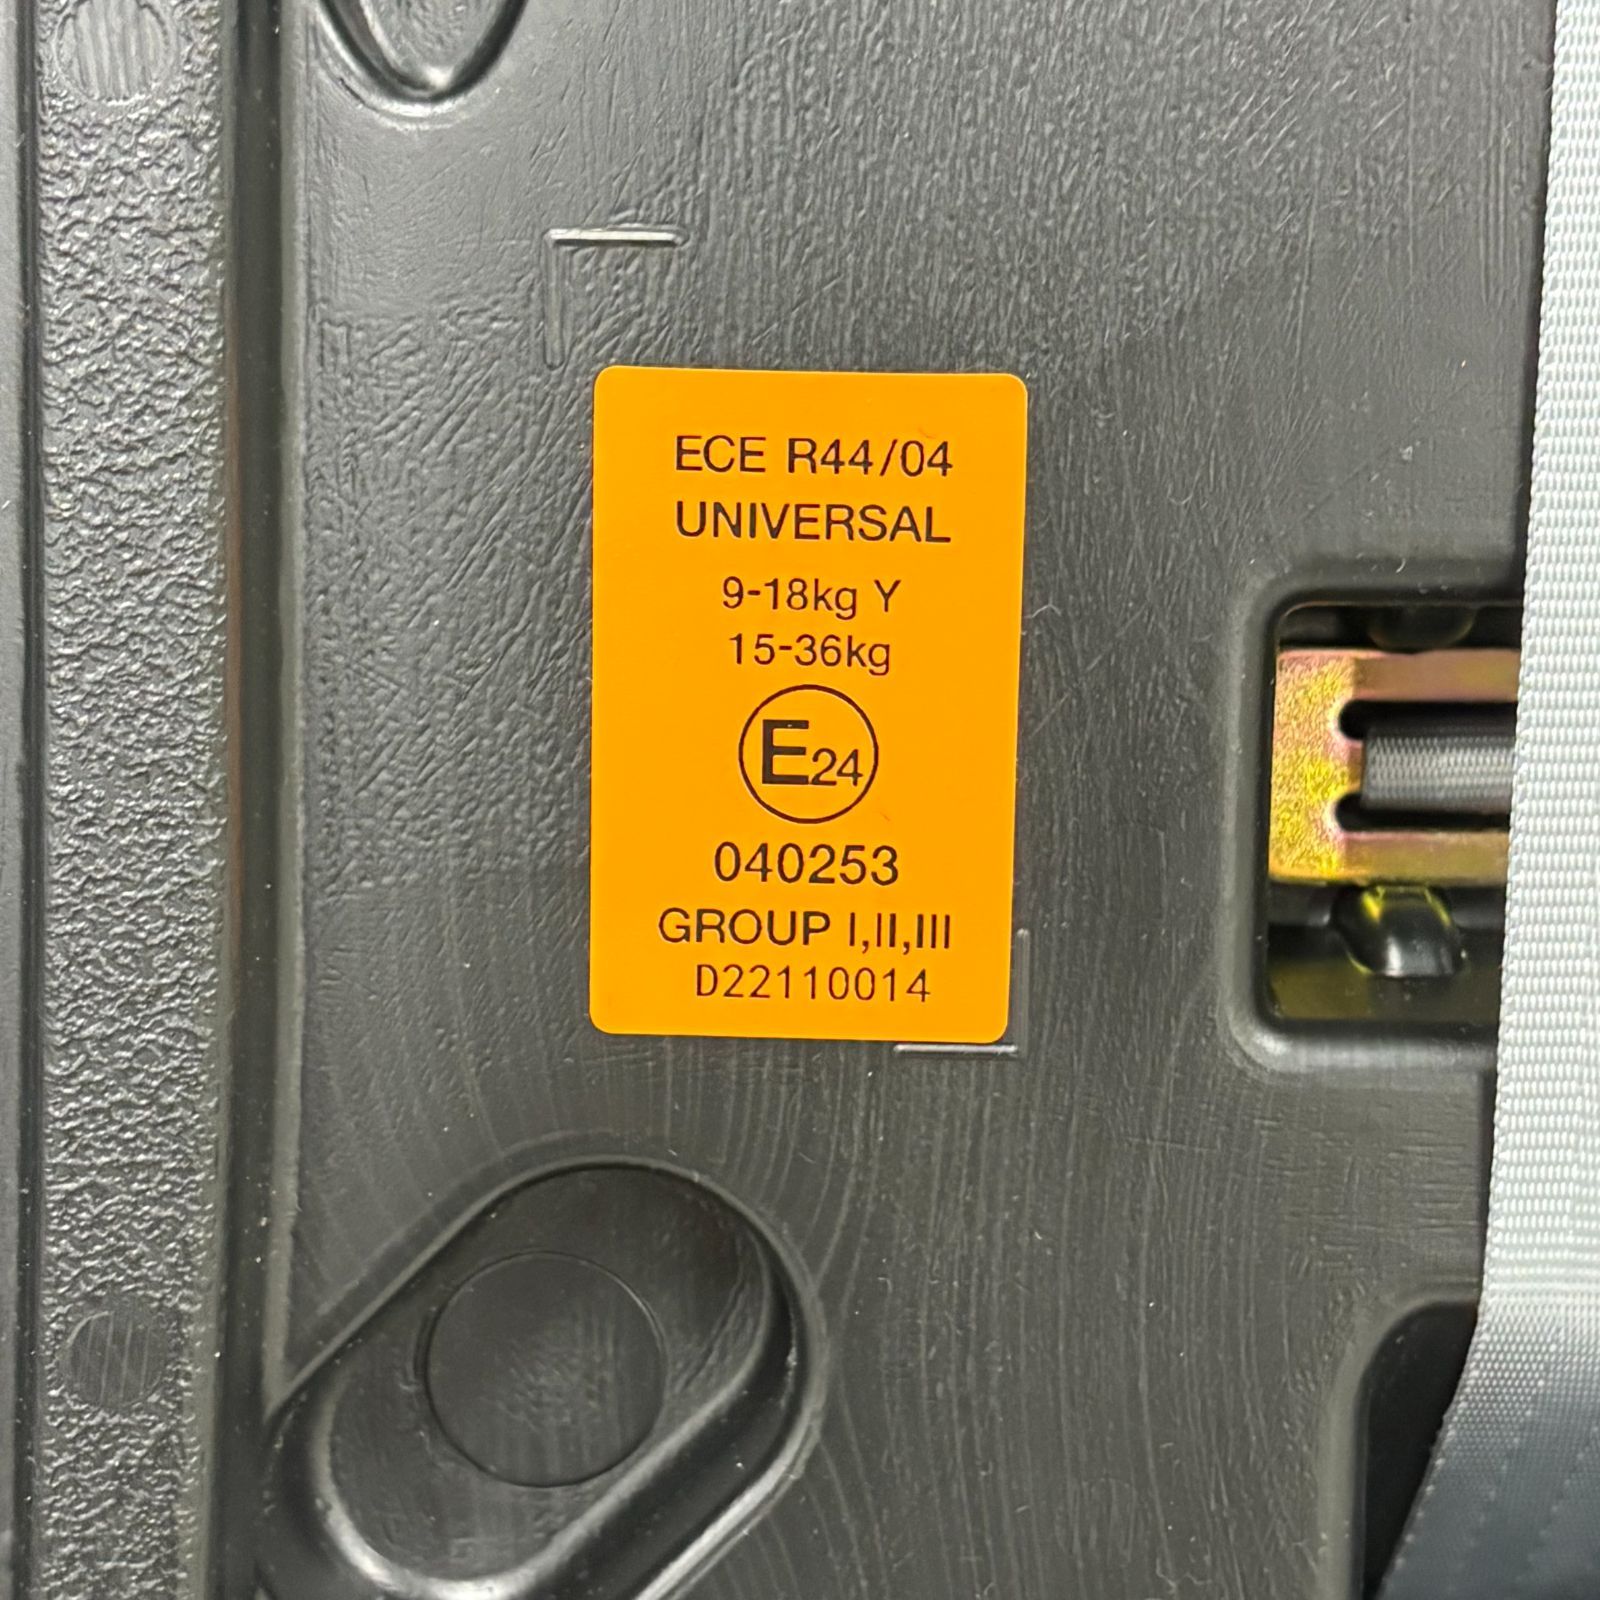 ECE R44/04
UNIVERSAL
9-18kg Y
15-36kg
E24
040253
GROUP I,II,III
D22110014